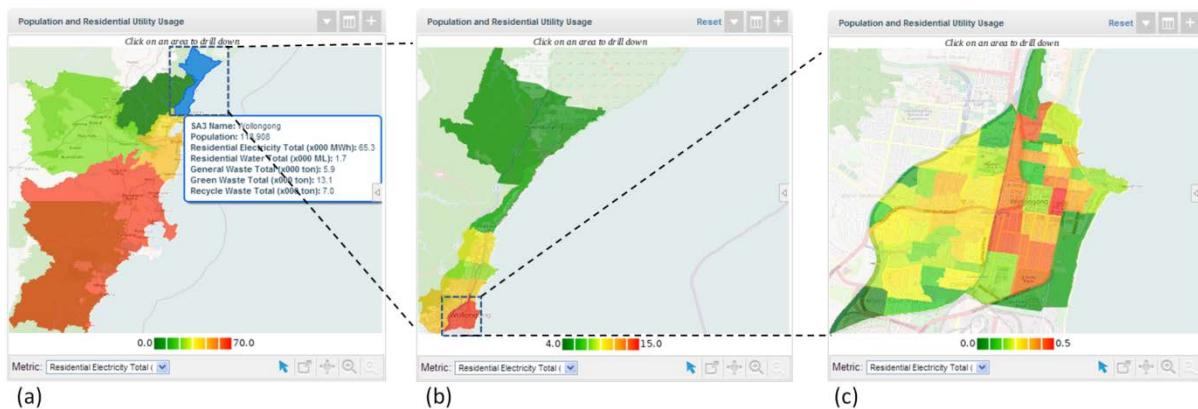 Population and Residential Utility Usage
Click on an area to drill down
SA3 Name: Wollongong
Residential Electricity Total (x000 MWh): 65.3
Residential Water Total (x000 ML): 1.7
General Waste Total (x000 ton): 5.9
Green Waste Total (x000 ton): 13.1
Recycle Waste Total (x000 ton): 7.0
0.0 70.0
Metric: Residential Electricity Total (
(a)
Population and Residential Utility Usage Reset
Click on an area to drill down
Wollongong
4.0 15.0
Metric: Residential Electricity Total (
(b)
Population and Residential Utility Usage Reset
Click on an area to drill down
Wollongong
0.0 0.5
Metric: Residential Electricity Total (
(c)